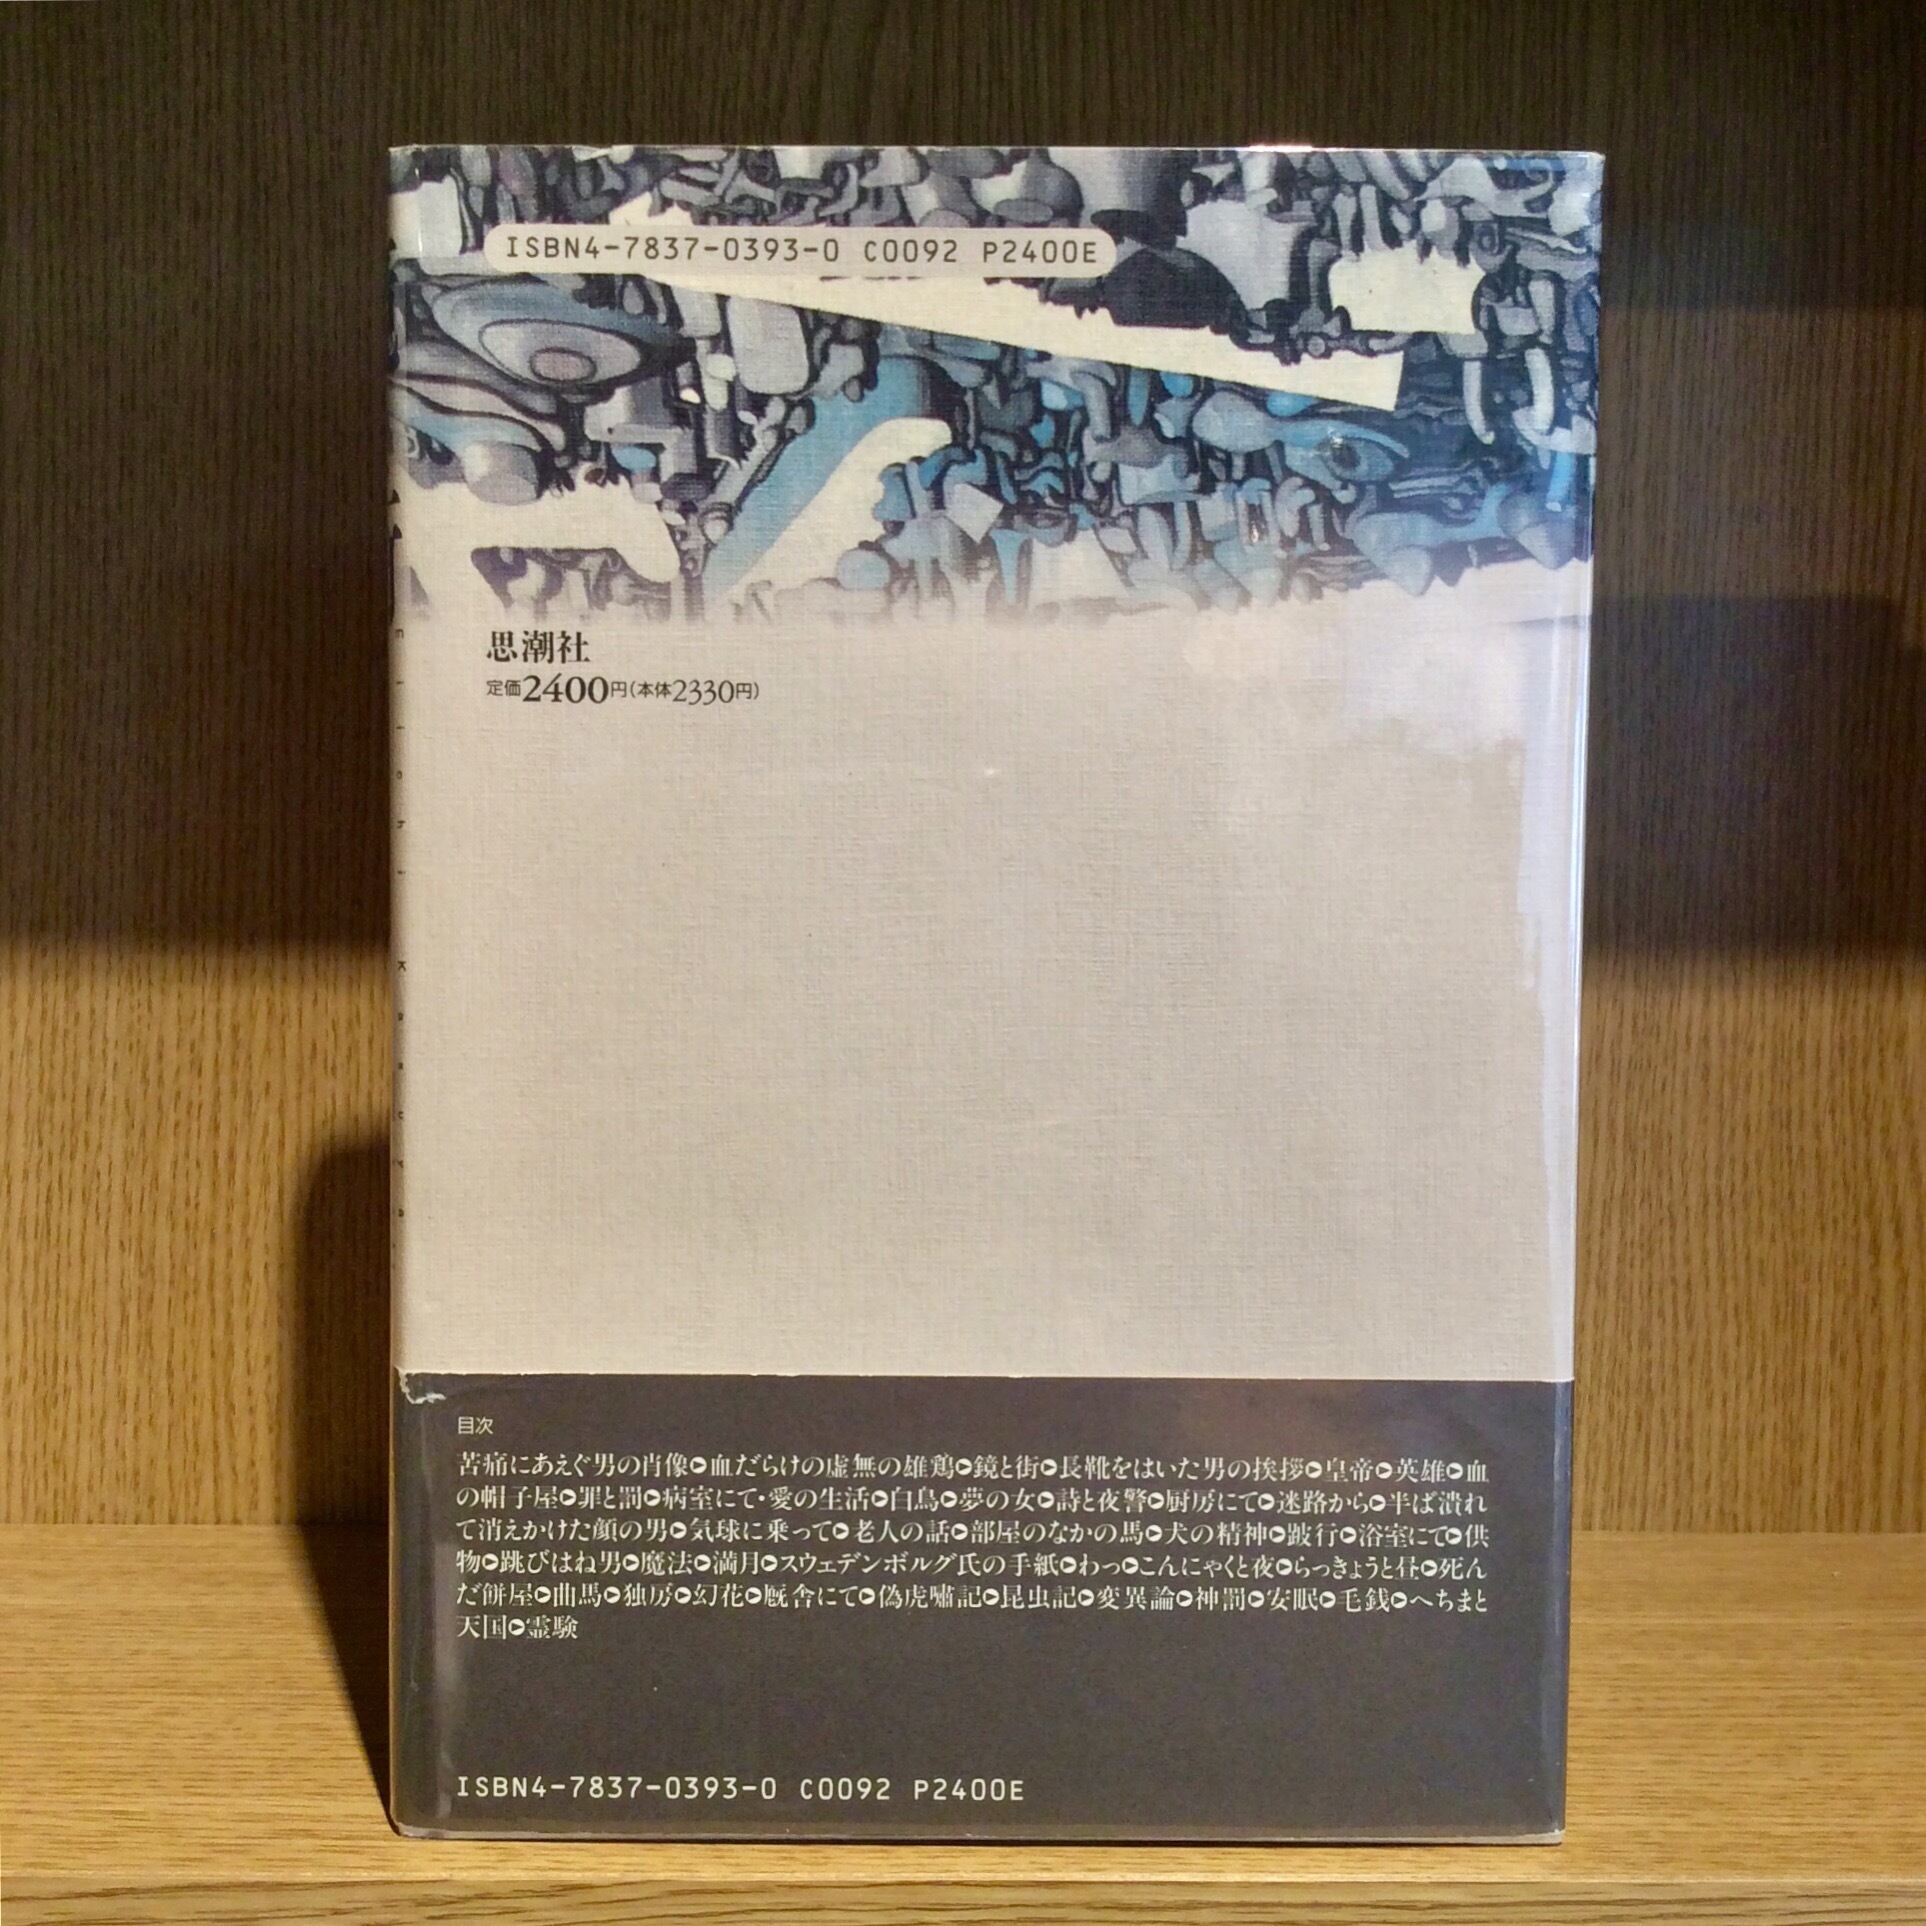 ISBN4-7837-0393-0 C0092 P2400E
思潮社
定価2400円(本体2330円)
目次
苦痛にあえぐ男の肖像▶血だらけの虚無の雄鶏▶鏡と街▶長靴をはいた男の挨拶▶皇帝▶英雄▶血
の帽子屋▶罪と罰▶病室にて・愛の生活▶白鳥▶夢の女▶詩と夜警▶厨房にて▶迷路から▶半ば潰れ
て消えかけた顔の男▶気球に乗って▶老人の話▶部屋のなかの馬▶犬の精神▶跛行▶浴室にて▶供
物▶跳びはね男▶魔法▶満月▶スウェデンボルグ氏の手紙▶わっ▶こんにゃくと夜▶らっきょうと昼▶死ん
だ餅屋▶曲馬▶独房▶幻花▶厩舎にて▶偽虎嘯記▶昆虫記▶変異論▶神罰▶安眠▶毛銭▶へちまと
天国▶霊験
ISBN4-7837-0393-0 C0092 P2400E